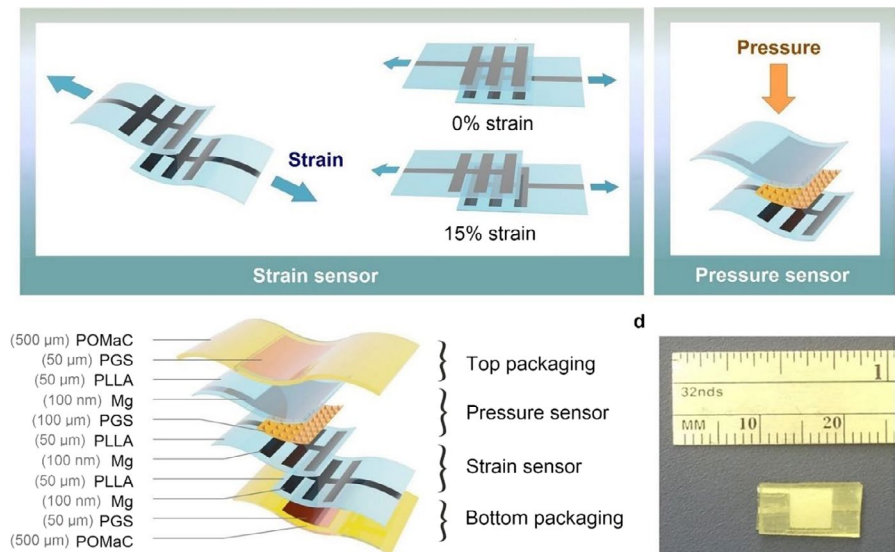 Pressure
0% strain
Strain
15% strain
Strain sensor
Pressure sensor
d
(500 µm) POMaC
(50 µm) PGS
(50 µm) PLLA
(100 nm) Mg
(100 µm) PGS
(50 µm) PLLA
(100 nm) Mg
(50 µm) PLLA
(100 nm) Mg
(50 µm) PGS
(500 µm) POMaC
Top packaging
Pressure sensor
Strain sensor
Bottom packaging
1
32nds
MM 10 20